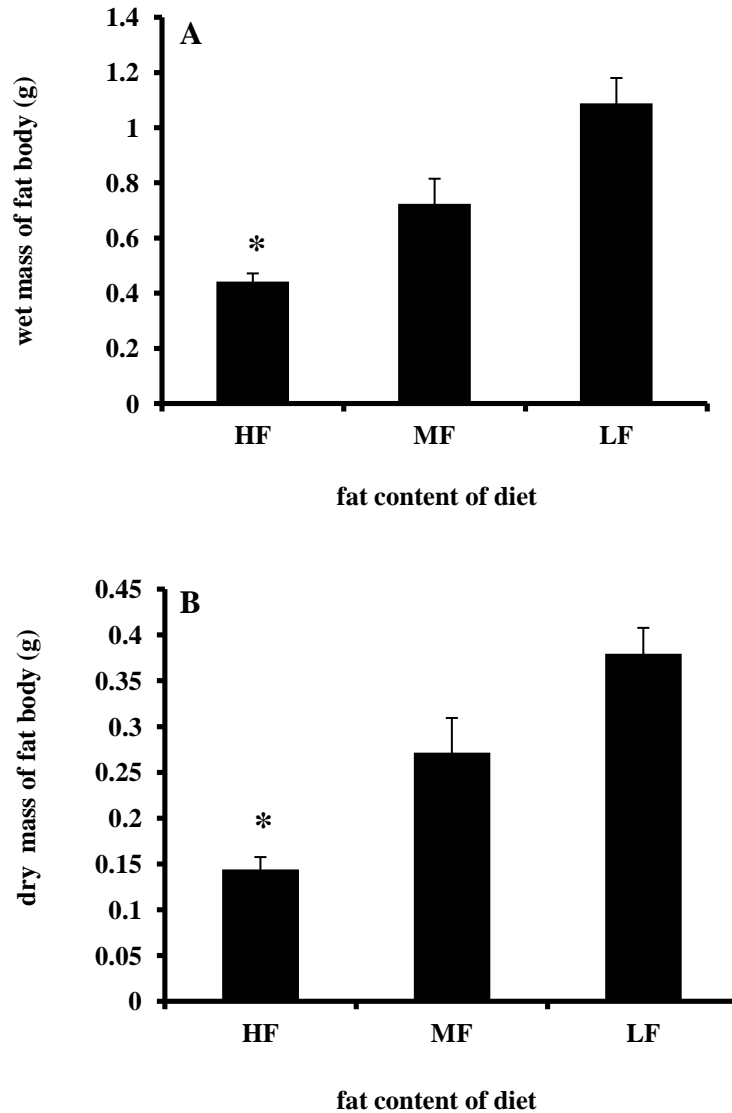 A
wet mass of fat body (g)
1.4
1.2
1
0.8
0.6
0.4
0.2
0
*
HF MF LF
fat content of diet
B
dry mass of fat body (g)
0.45
0.4
0.35
0.3
0.25
0.2
0.15
0.1
0.05
0
*
HF MF LF
fat content of diet